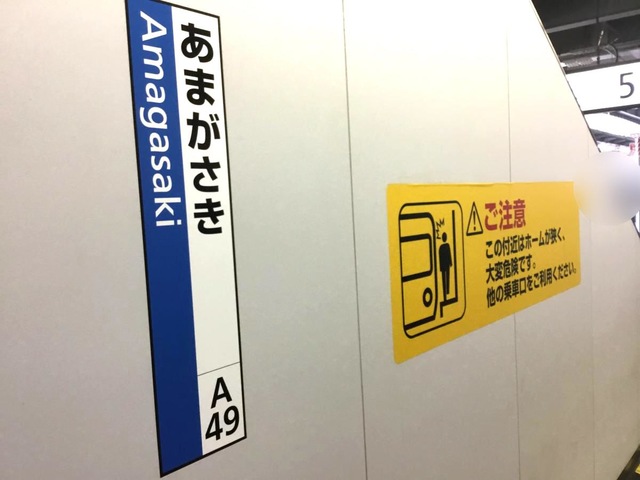 あまがさき
Amagasaki
A
49
ご注意
この付近はホームが狭く、
大変危険です。
他の乗車口をご利用ください。
5